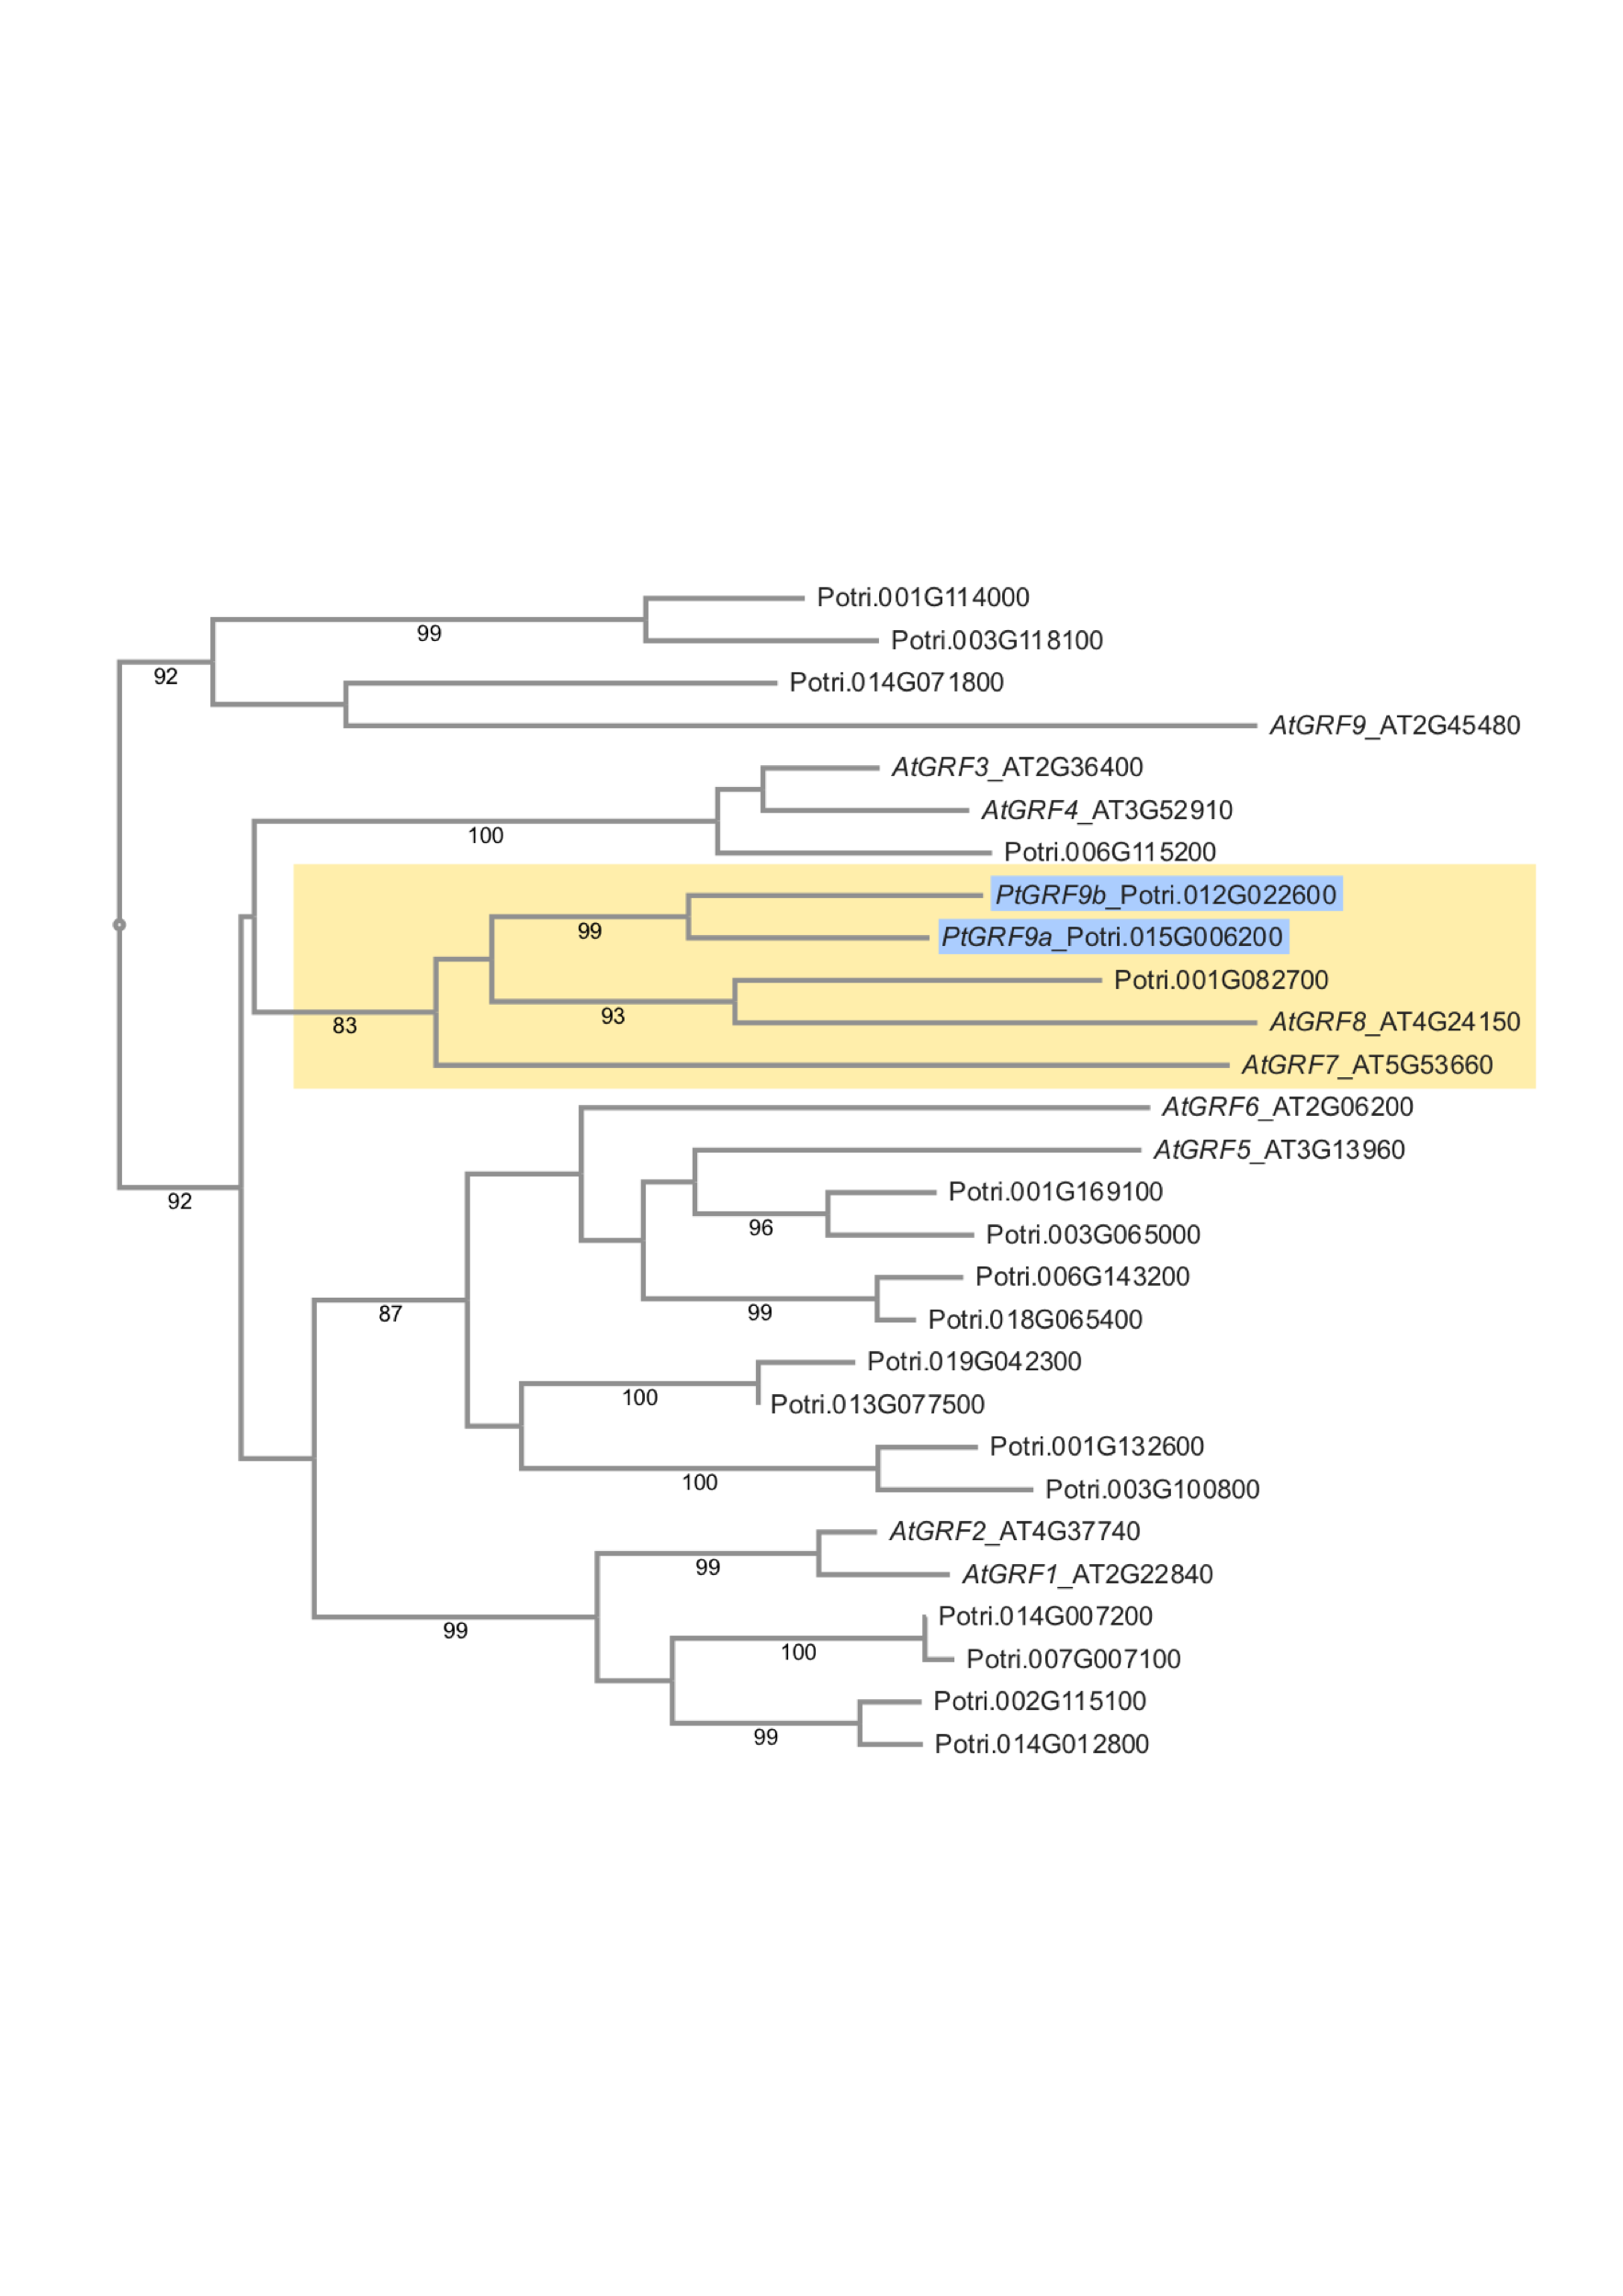 Potri.001G114000
99
Potri.003G118100
92
Potri.014G071800
AtGRF9_AT2G45480
AtGRF3_AT2G36400
AtGRF4_AT3G52910
100
Potri.006G115200
PtGRF9b_Potri.012G022600
99
PtGRF9a_Potri.015G006200
Potri.001G082700
93
83
AtGRF8_AT4G24150
AtGRF7_AT5G53660
AtGRF6_AT2G06200
AtGRF5_AT3G13960
92
Potri.001G169100
96
Potri.003G065000
Potri.006G143200
87
99
Potri.018G065400
Potri.019G042300
100
Potri.013G077500
Potri.001G132600
100
Potri.003G100800
AtGRF2_AT4G37740
99
AtGRF1_AT2G22840
Potri.014G007200
99
100
Potri.007G007100
Potri.002G115100
99
Potri.014G012800